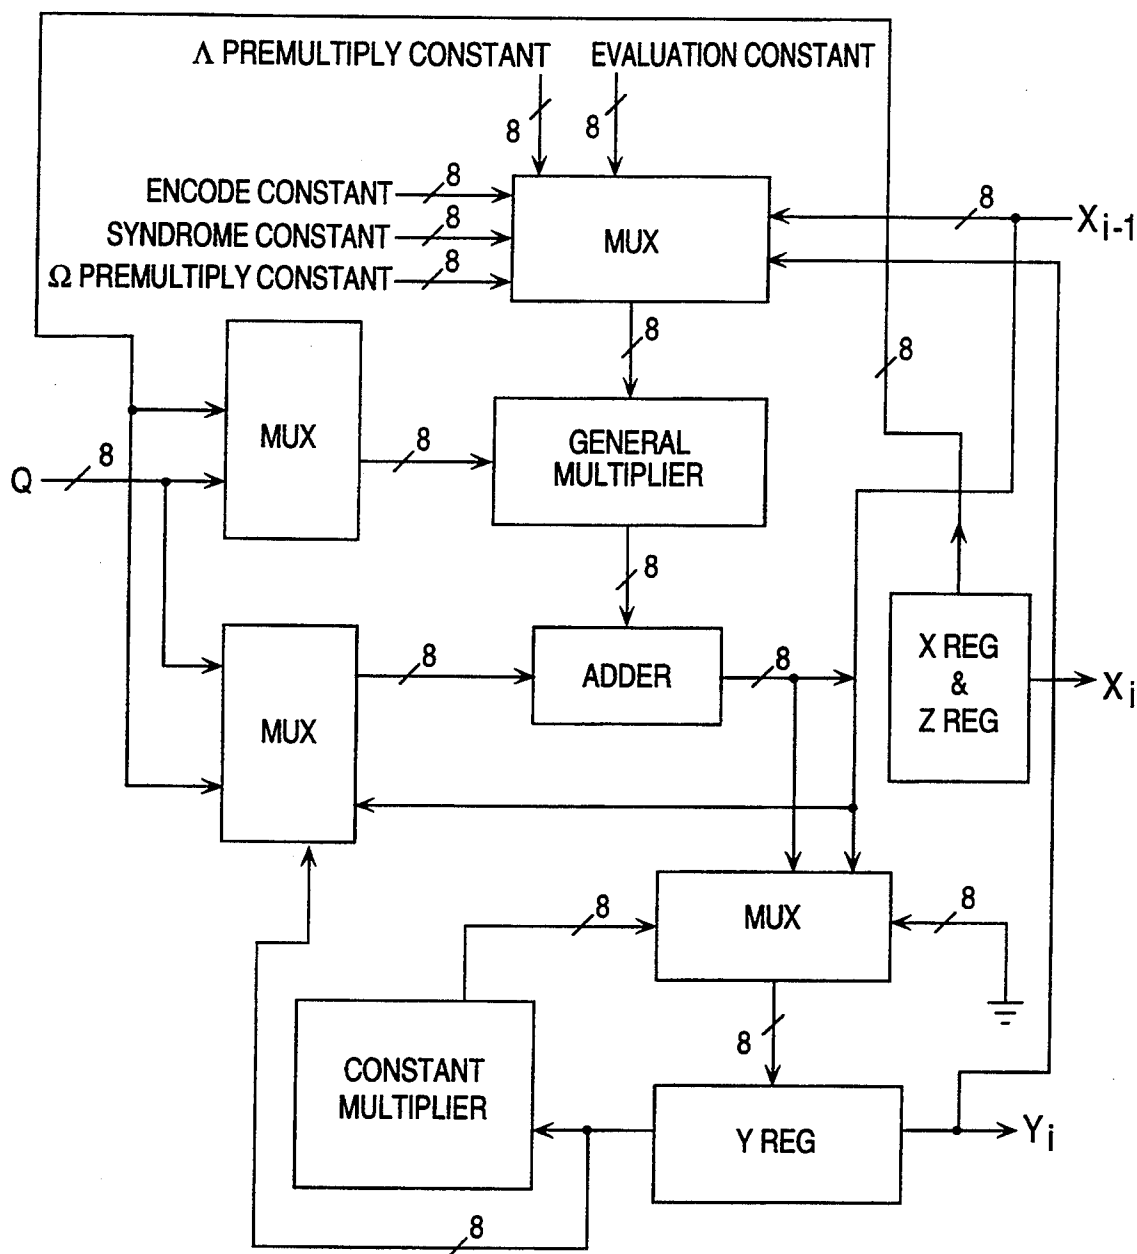 Λ PREMULTIPLY CONSTANT
EVALUATION CONSTANT
8
8
ENCODE CONSTANT
8
SYNDROME CONSTANT
8
Ω PREMULTIPLY CONSTANT
8
MUX
8
Xi-1
8
8
MUX
8
GENERAL
MULTIPLIER
Q
8
8
MUX
8
ADDER
8
X REG
&
Z REG
Xi
MUX
8
8
8
CONSTANT
MULTIPLIER
Y REG
Yi
8